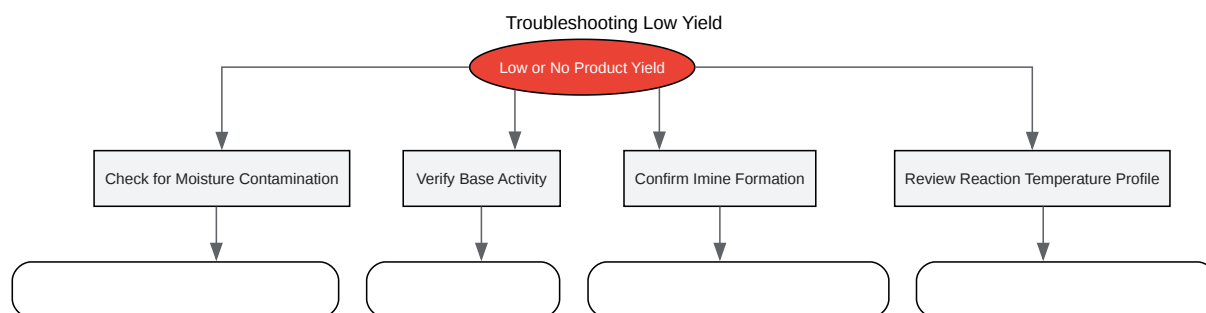 Troubleshooting Low Yield
Low or No Product Yield
Check for Moisture Contamination
Verify Base Activity
Confirm Imine Formation
Review Reaction Temperature Profile